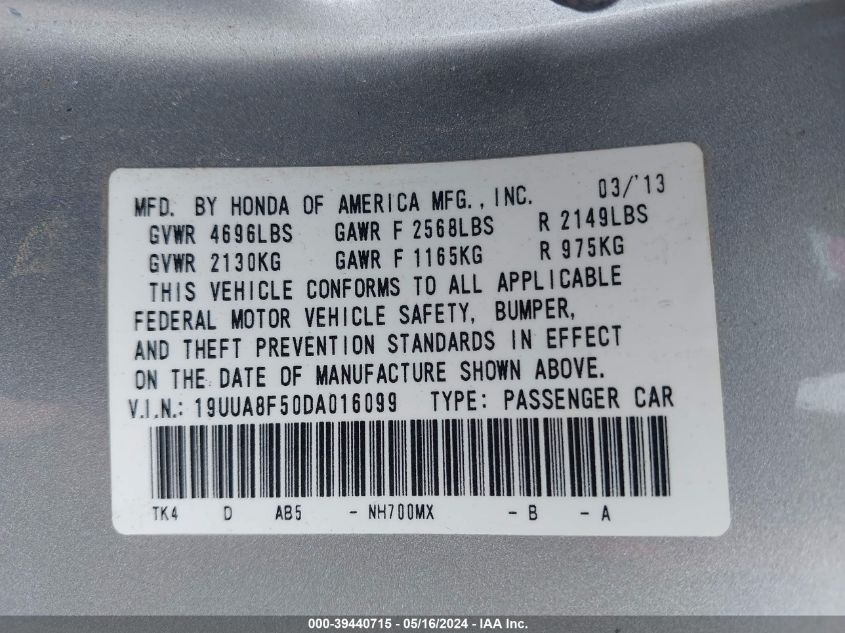 MFD. BY HONDA OF AMERICA MFG., INC. 03/'13
GVWR 4696LBS GAWR F 2568LBS R 2149LBS
GVWR 2130KG GAWR F 1165KG R 975KG
THIS VEHICLE CONFORMS TO ALL APPLICABLE
FEDERAL MOTOR VEHICLE SAFETY, BUMPER,
AND THEFT PREVENTION STANDARDS IN EFFECT
ON THE DATE OF MANUFACTURE SHOWN ABOVE.
V.I.N.: 19UUA8F50DA016099 TYPE: PASSENGER CAR
TK4 D AB5 - NH700MX - B - A
000-39440715 - 05/16/2024 - IAA Inc.